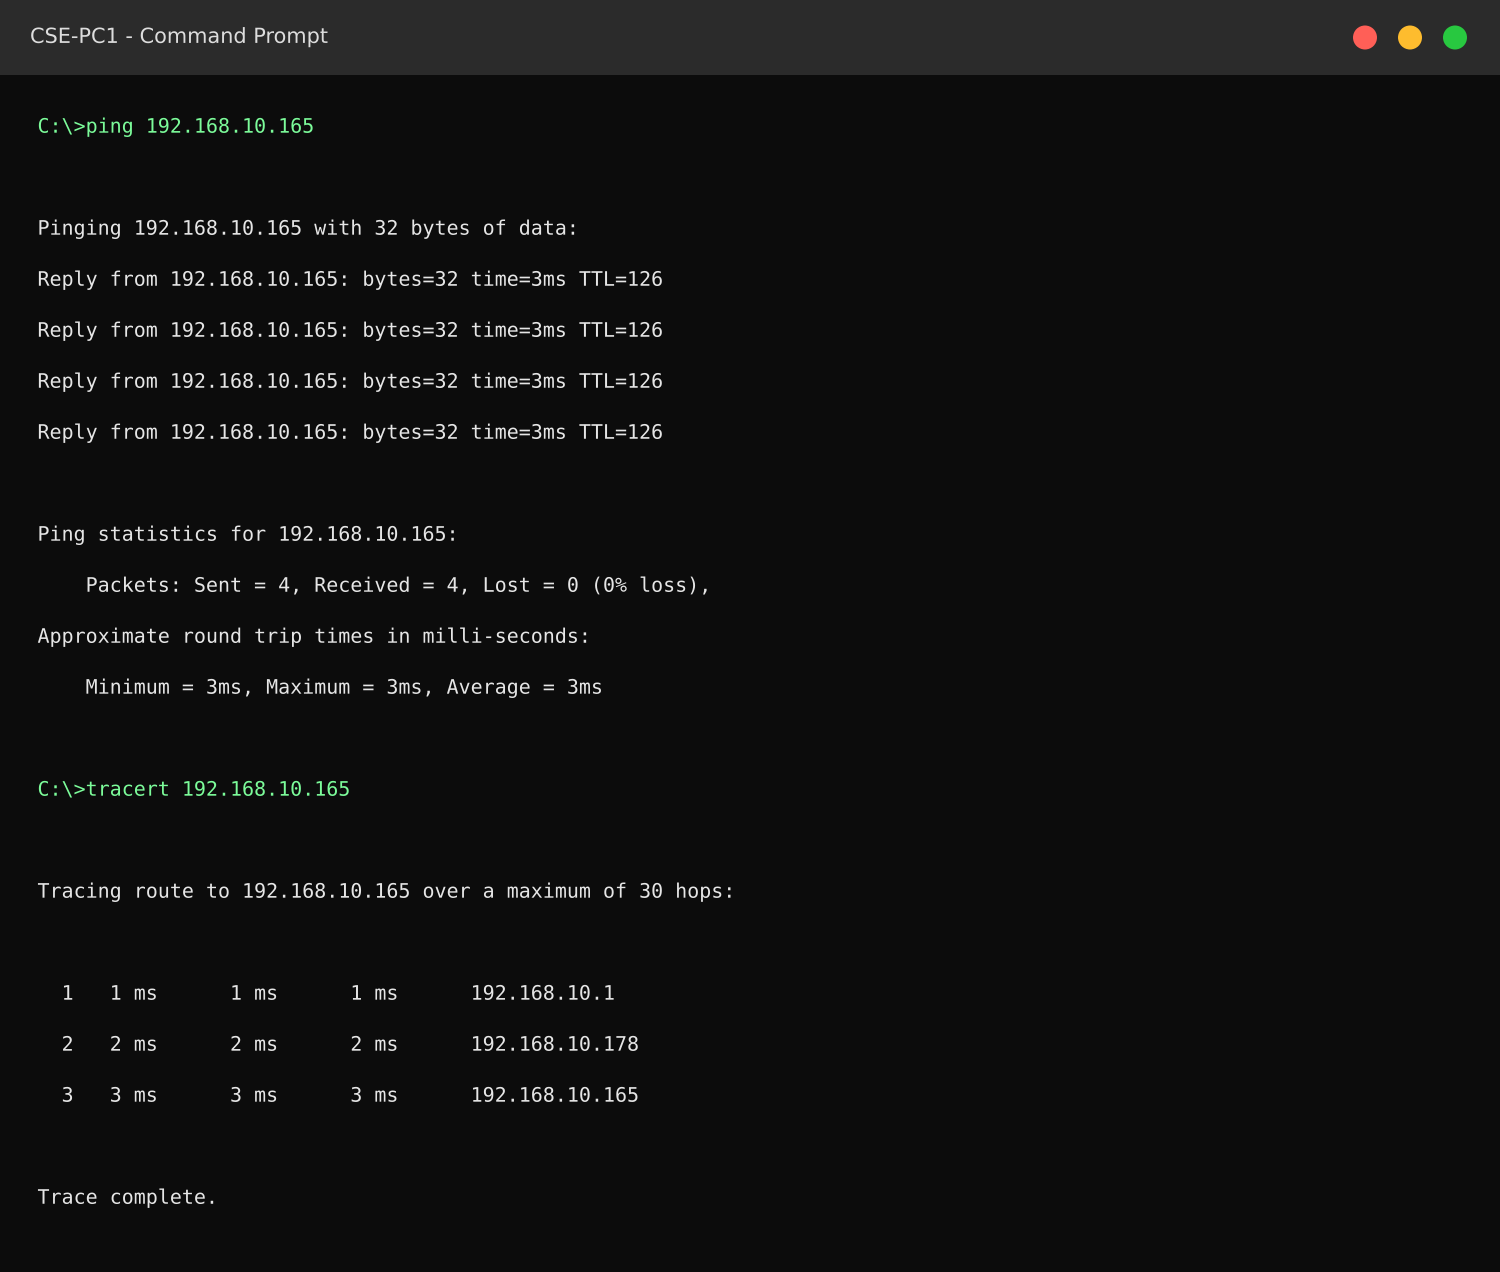 CSE-PC1 - Command Prompt
C:\>ping 192.168.10.165
Pinging 192.168.10.165 with 32 bytes of data:
Reply from 192.168.10.165: bytes=32 time=3ms TTL=126
Reply from 192.168.10.165: bytes=32 time=3ms TTL=126
Reply from 192.168.10.165: bytes=32 time=3ms TTL=126
Reply from 192.168.10.165: bytes=32 time=3ms TTL=126
Ping statistics for 192.168.10.165:
    Packets: Sent = 4, Received = 4, Lost = 0 (0% loss),
Approximate round trip times in milli-seconds:
    Minimum = 3ms, Maximum = 3ms, Average = 3ms
C:\>tracert 192.168.10.165
Tracing route to 192.168.10.165 over a maximum of 30 hops:
  1   1 ms      1 ms      1 ms      192.168.10.1
  2   2 ms      2 ms      2 ms      192.168.10.178
  3   3 ms      3 ms      3 ms      192.168.10.165
Trace complete.